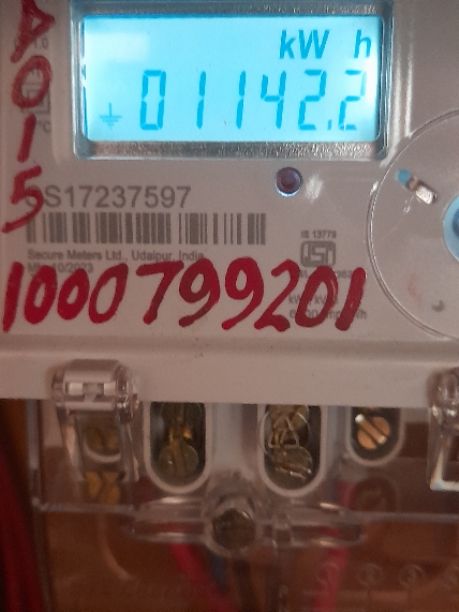 kW h
01142.2
A015
S17237597
Secure Meters Ltd., Udaipur, India
IS 13779
1000799201